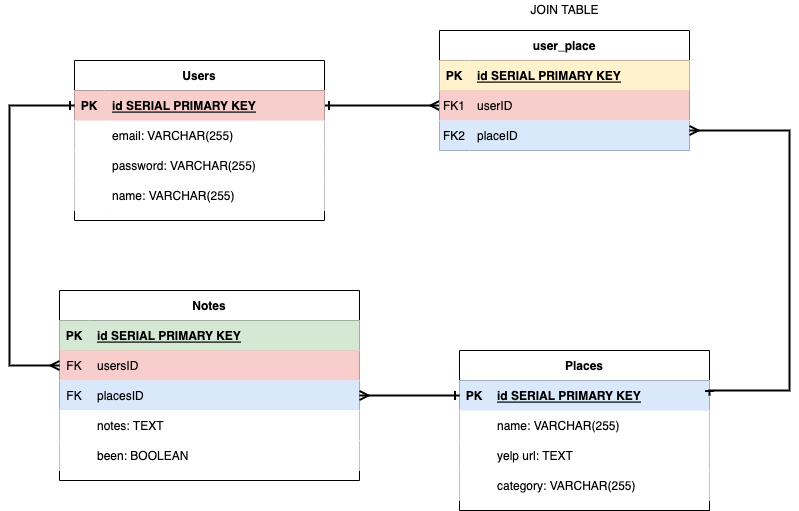 JOIN TABLE
user_place
PK id SERIAL PRIMARY KEY
FK1 userID
FK2 placeID
Users
PK id SERIAL PRIMARY KEY
email: VARCHAR(255)
password: VARCHAR(255)
name: VARCHAR(255)
Notes
PK id SERIAL PRIMARY KEY
FK usersID
FK placesID
notes: TEXT
been: BOOLEAN
Places
PK id SERIAL PRIMARY KEY
name: VARCHAR(255)
yelp url: TEXT
category: VARCHAR(255)